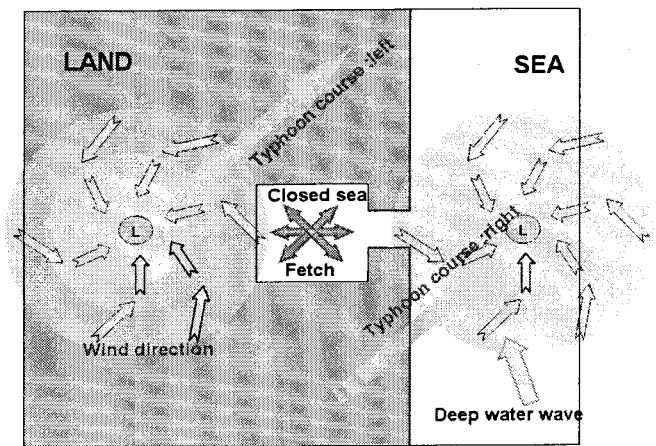 LAND
SEA
Typhoon course :left
Closed sea
L
L
Fetch
Typhoon course :right
Wind direction
Deep water wave